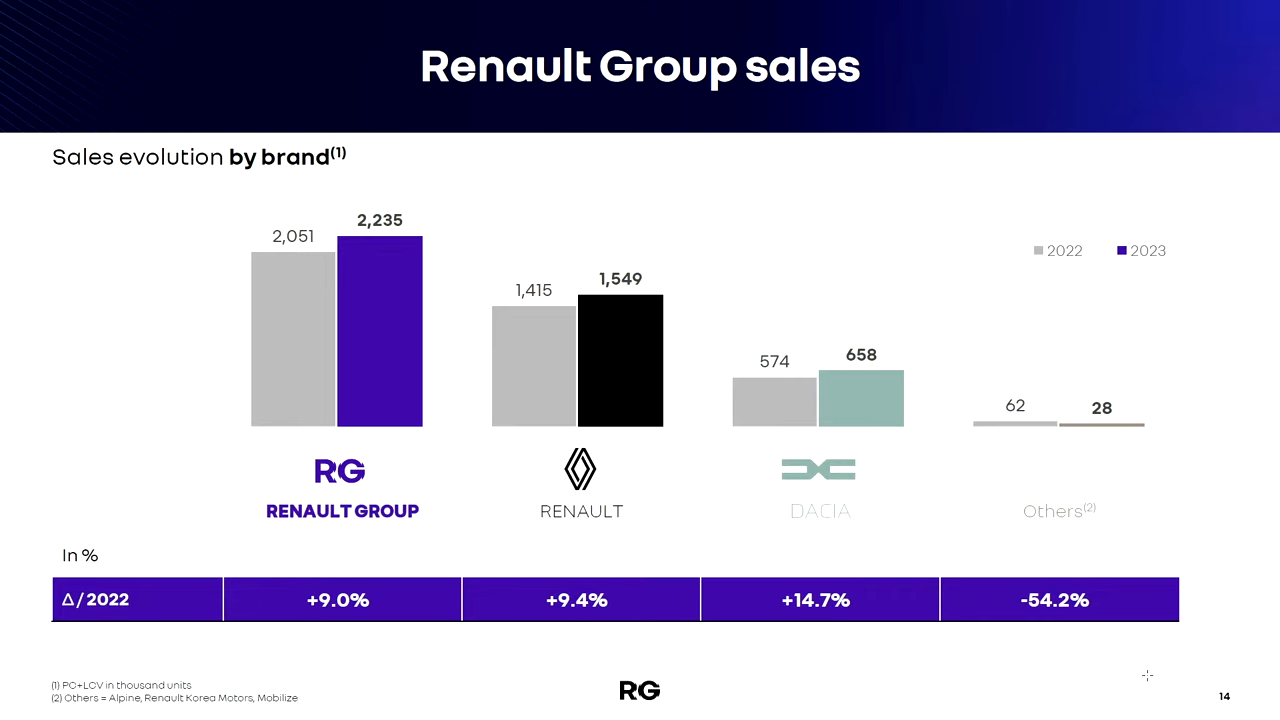 Renault Group sales
Sales evolution by brand(1)
2,051 2,235
1,415 1,549
574 658
62 28
2022 2023
RG
RENAULT GROUP
RENAULT
DACIA
Others(2)
In %
Δ / 2022 +9.0% +9.4% +14.7% -54.2%
(1) PC+LCV in thousand units
(2) Others = Alpine, Renault Korea Motors, Mobilize
RG
14